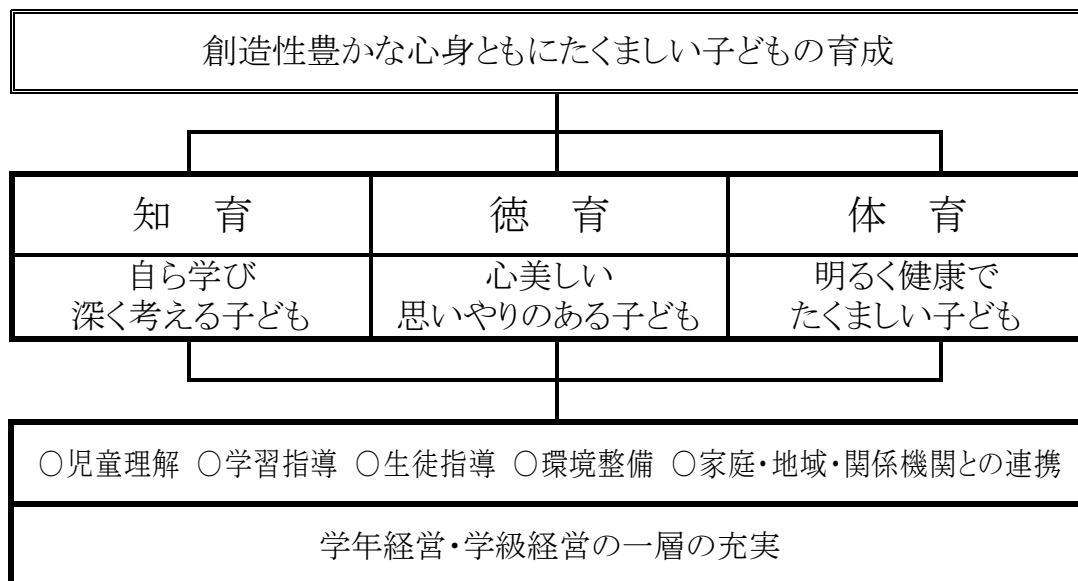 創造性豊かな心身ともにたくましい子どもの育成
知　育
徳　育
体　育
自ら学び
深く考える子ども
心美しい
思いやりのある子ども
明るく健康で
たくましい子ども
○児童理解 ○学習指導 ○生徒指導 ○環境整備 ○家庭・地域・関係機関との連携
学年経営・学級経営の一層の充実